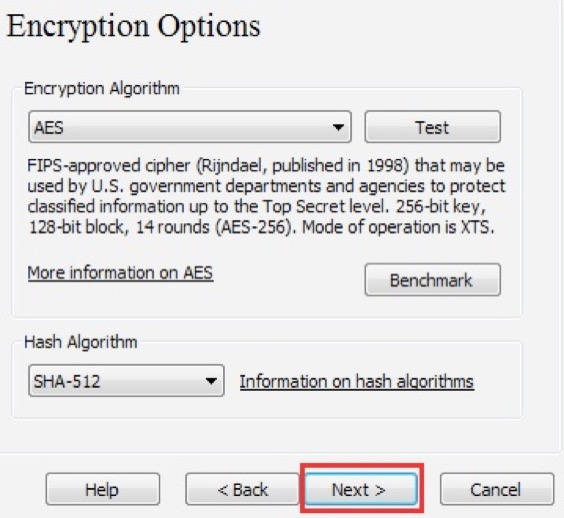 Encryption Options
Encryption Algorithm
AES
Test
FIPS-approved cipher (Rijndael, published in 1998) that may be
used by U.S. government departments and agencies to protect
classified information up to the Top Secret level. 256-bit key,
128-bit block, 14 rounds (AES-256). Mode of operation is XTS.
More information on AES
Benchmark
Hash Algorithm
SHA-512
Information on hash algorithms
Help
< Back
Next >
Cancel